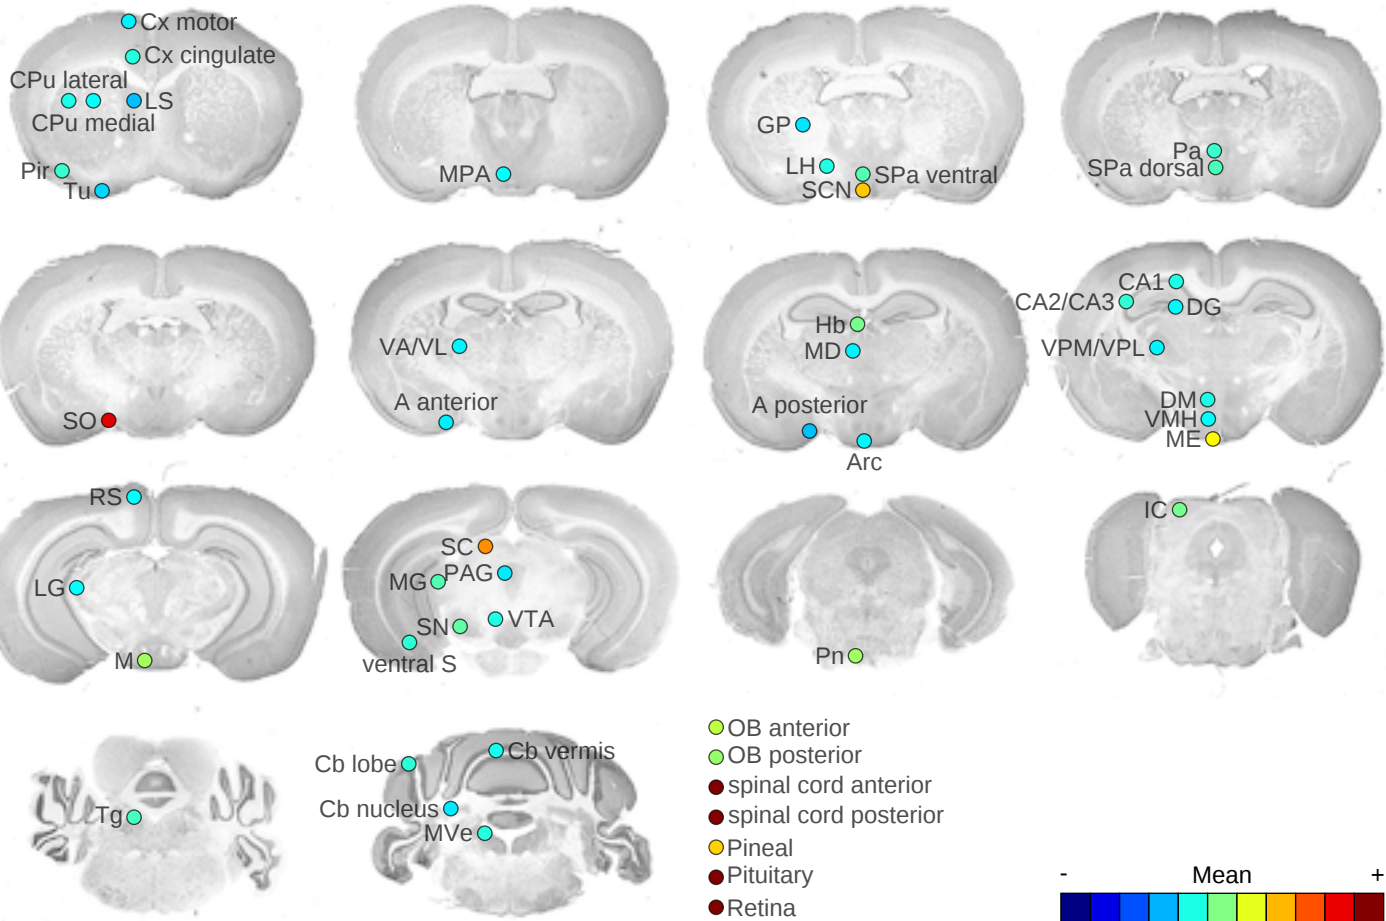 Cx motor
Cx cingulate
CPu lateral
LS
CPu medial
Pir
Tu
MPA
GP
LH
SPa ventral
SCN
Pa
SPa dorsal
SO
VA/VL
A anterior
Hb
MD
A posterior
Arc
CA1
CA2/CA3
DG
VPM/VPL
DM
VMH
ME
RS
LG
M
SC
PAG
MG
VTA
SN
ventral S
Pn
IC
Tg
Cb lobe
Cb vermis
Cb nucleus
MVe
OB anterior
OB posterior
spinal cord anterior
spinal cord posterior
Pineal
Pituitary
Retina
- Mean +